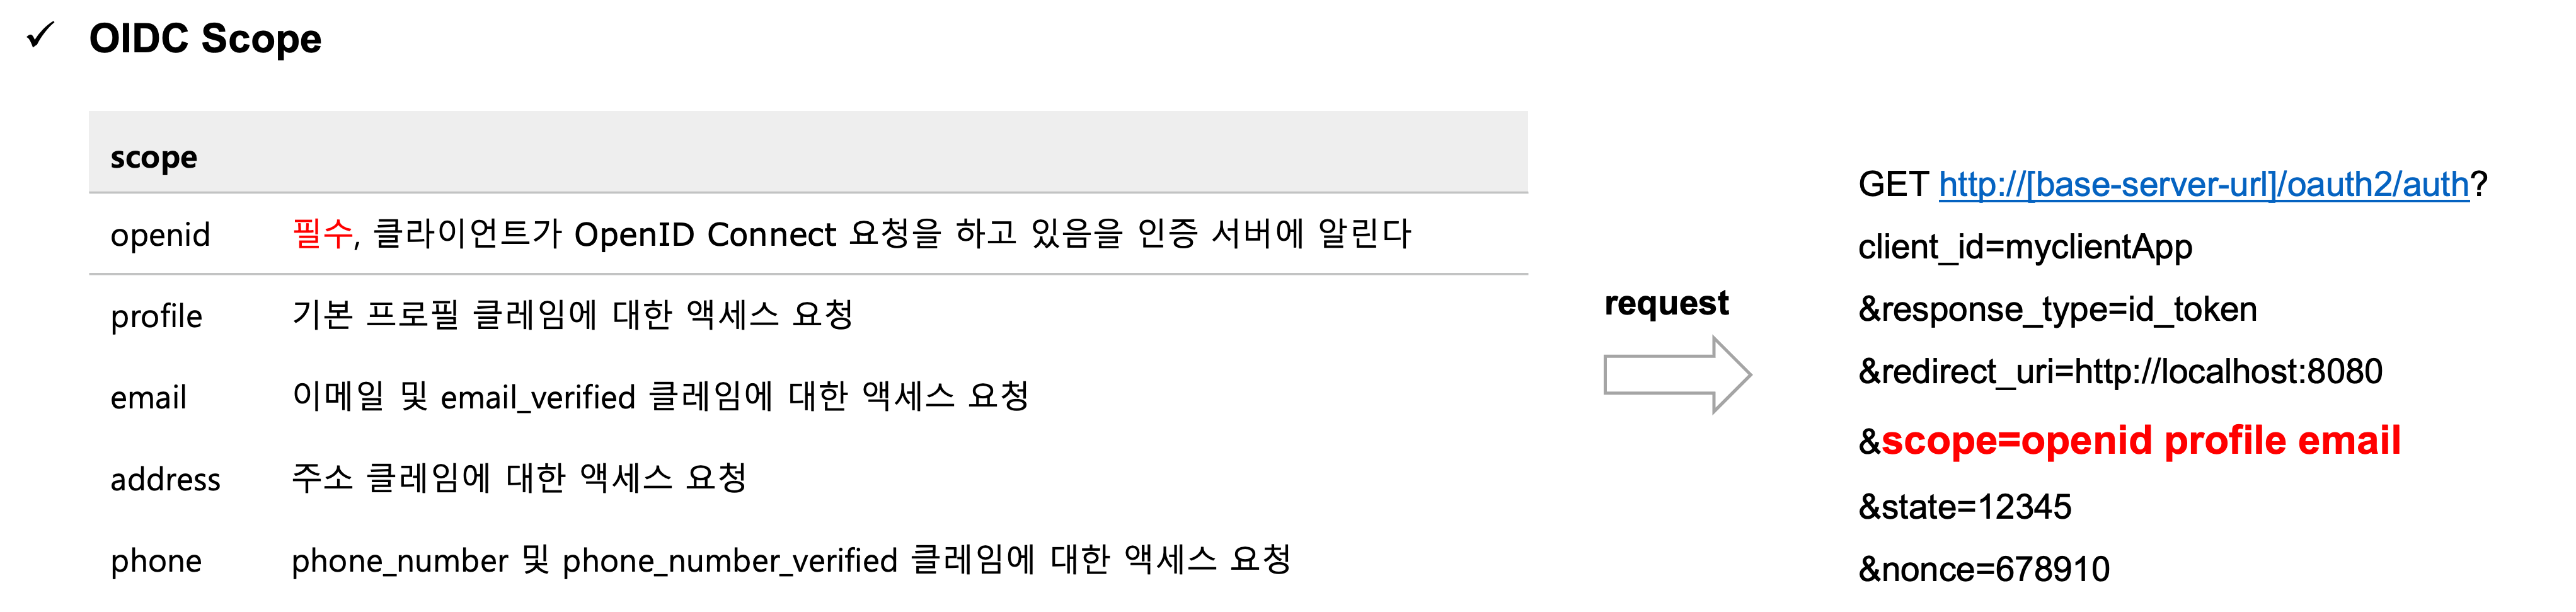 ✓ OIDC Scope
scope
openid 필수, 클라이언트가 OpenID Connect 요청을 하고 있음을 인증 서버에 알린다
profile 기본 프로필 클레임에 대한 액세스 요청
email 이메일 및 email_verified 클레임에 대한 액세스 요청
address 주소 클레임에 대한 액세스 요청
phone phone_number 및 phone_number_verified 클레임에 대한 액세스 요청
request
GET http://[base-server-url]/oauth2/auth?
client_id=myclientApp
&response_type=id_token
&redirect_uri=http://localhost:8080
&scope=openid profile email
&state=12345
&nonce=678910